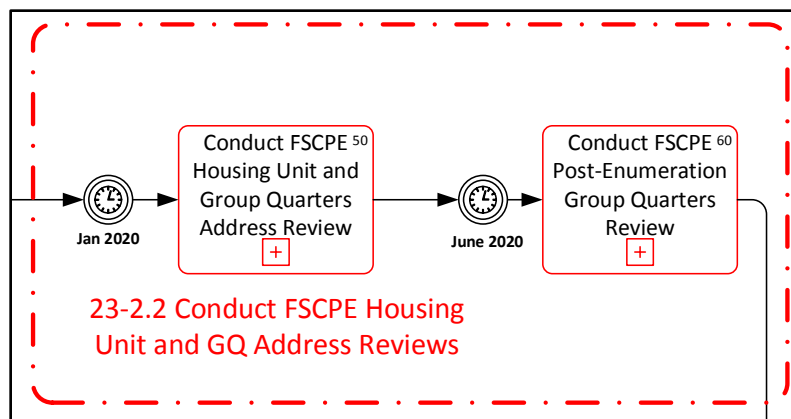 Conduct FSCPE 50
Housing Unit and
Group Quarters
Address Review
+
Jan 2020
Conduct FSCPE 60
Post-Enumeration
Group Quarters
Review
+
June 2020
23-2.2 Conduct FSCPE Housing
Unit and GQ Address Reviews